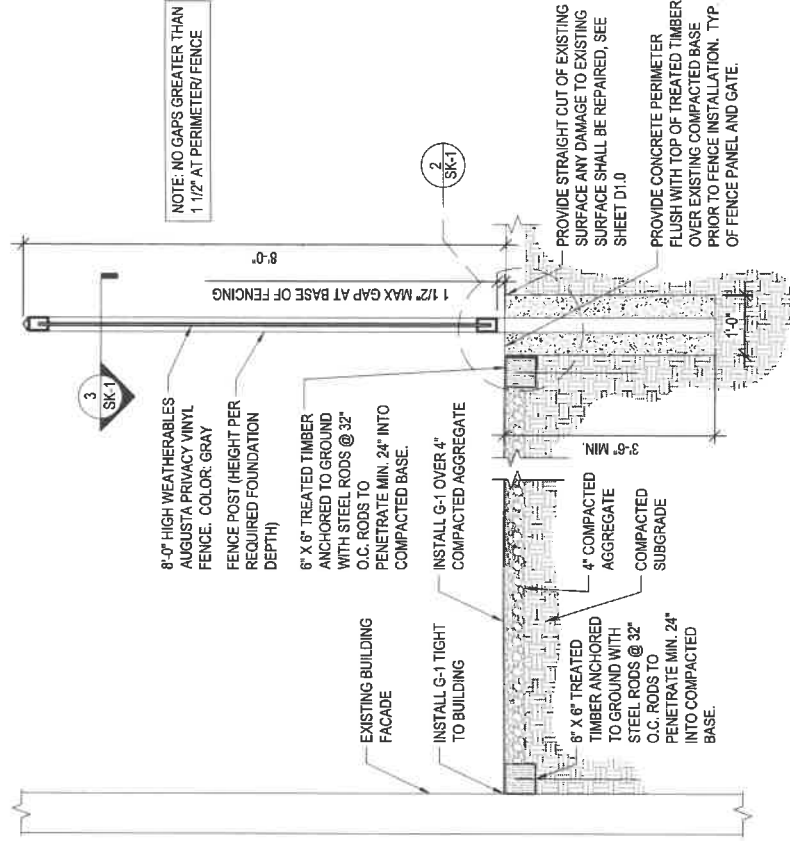 NOTE: NO GAPS GREATER THAN
1 1/2" AT PERIMETER/ FENCE
3
SK-1
8'-0"
1 1/2" MAX GAP AT BASE OF FENCING
2
SK-1
8'-0" HIGH WEATHERABLES
AUGUSTA PRIVACY VINYL
FENCE. COLOR: GRAY
FENCE POST (HEIGHT PER
REQUIRED FOUNDATION
DEPTH)
6" X 6" TREATED TIMBER
ANCHORED TO GROUND
WITH STEEL RODS @ 32"
O.C. RODS TO
PENETRATE MIN. 24" INTO
COMPACTED BASE.
INSTALL G-1 OVER 4"
COMPACTED AGGREGATE
EXISTING BUILDING
FACADE
INSTALL G-1 TIGHT
TO BUILDING
PROVIDE STRAIGHT CUT OF EXISTING
SURFACE ANY DAMAGE TO EXISTING
SURFACE SHALL BE REPAIRED, SEE
SHEET D1.0
PROVIDE CONCRETE PERIMETER
FLUSH WITH TOP OF TREATED TIMBER
OVER EXISTING COMPACTED BASE
PRIOR TO FENCE INSTALLATION. TYP.
OF FENCE PANEL AND GATE.
1'-0"
3'-6" MIN.
4" COMPACTED
AGGREGATE
COMPACTED
SUBGRADE
6" X 6" TREATED
TIMBER ANCHORED
TO GROUND WITH
STEEL RODS @ 32"
O.C. RODS TO
PENETRATE MIN. 24"
INTO COMPACTED
BASE.